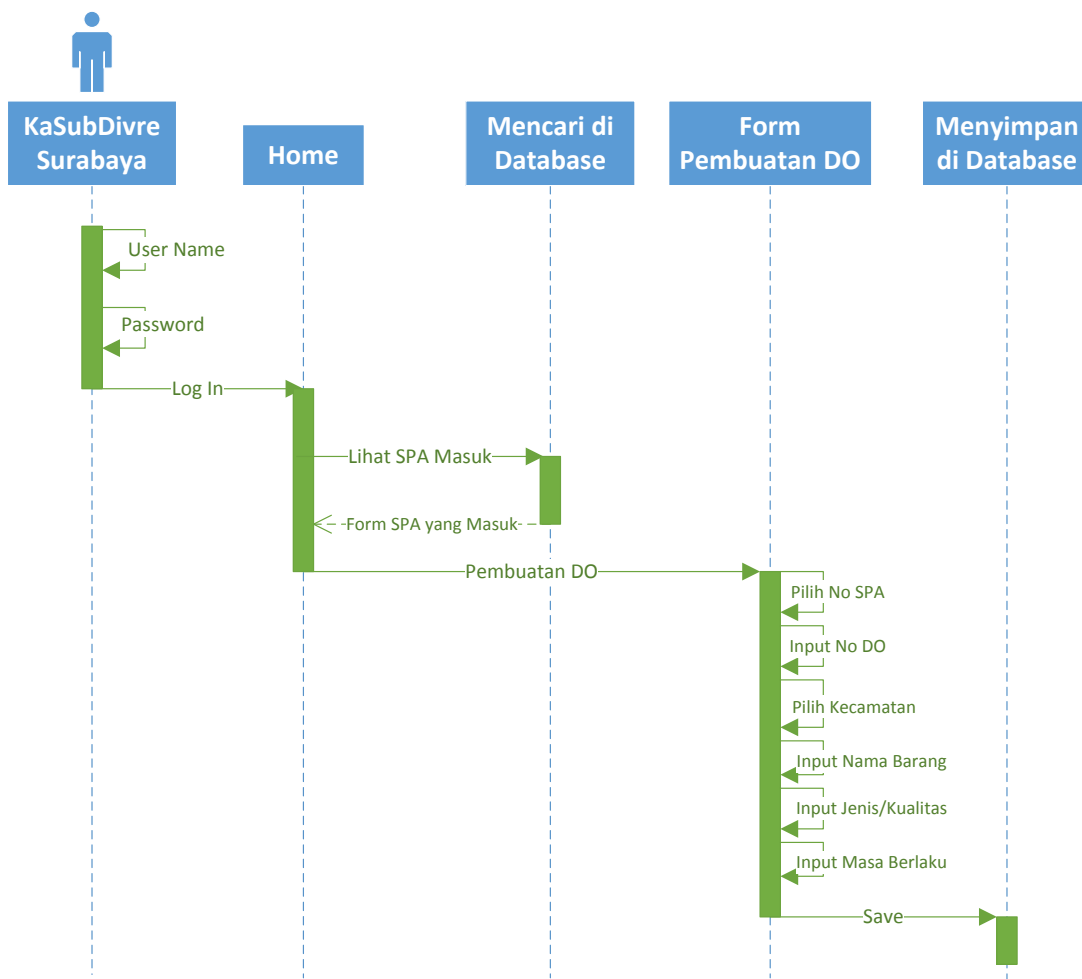 KaSubDivre
Surabaya
Home
Mencari di
Database
Form
Pembuatan DO
Menyimpan
di Database
User Name
Password
Log In
Lihat SPA Masuk
Form SPA yang Masuk
Pembuatan DO
Pilih No SPA
Input No DO
Pilih Kecamatan
Input Nama Barang
Input Jenis/Kualitas
Input Masa Berlaku
Save